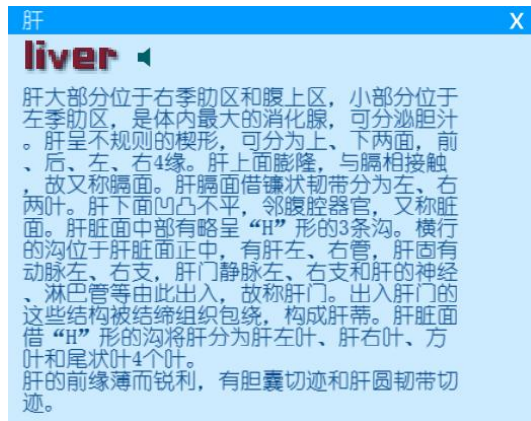 肝
X
liver
肝大部分位于右季肋区和腹上区，小部分位于
左季肋区，是体内最大的消化腺，可分泌胆汁
。肝呈不规则的楔形，可分为上、下两面，前
、后、左、右4缘。肝上面膨隆，与膈相接触
，故又称膈面。肝膈面借镰状韧带分为左、右
两叶。肝下面凹凸不平，邻腹腔器官，又称脏
面。肝脏面中部有略呈“H”形的3条沟。横行
的沟位于肝脏面正中，有肝左、右管，肝固有
动脉左、右支，肝门静脉左、右支和肝的神经
、淋巴管等由此出入，故称肝门。出入肝门的
这些结构被结缔组织包绕，构成肝蒂。肝脏面
借“H”形的沟将肝分为肝左叶、肝右叶、方
叶和尾状叶4个叶。
肝的前缘薄而锐利，有胆囊切迹和肝圆韧带切
迹。